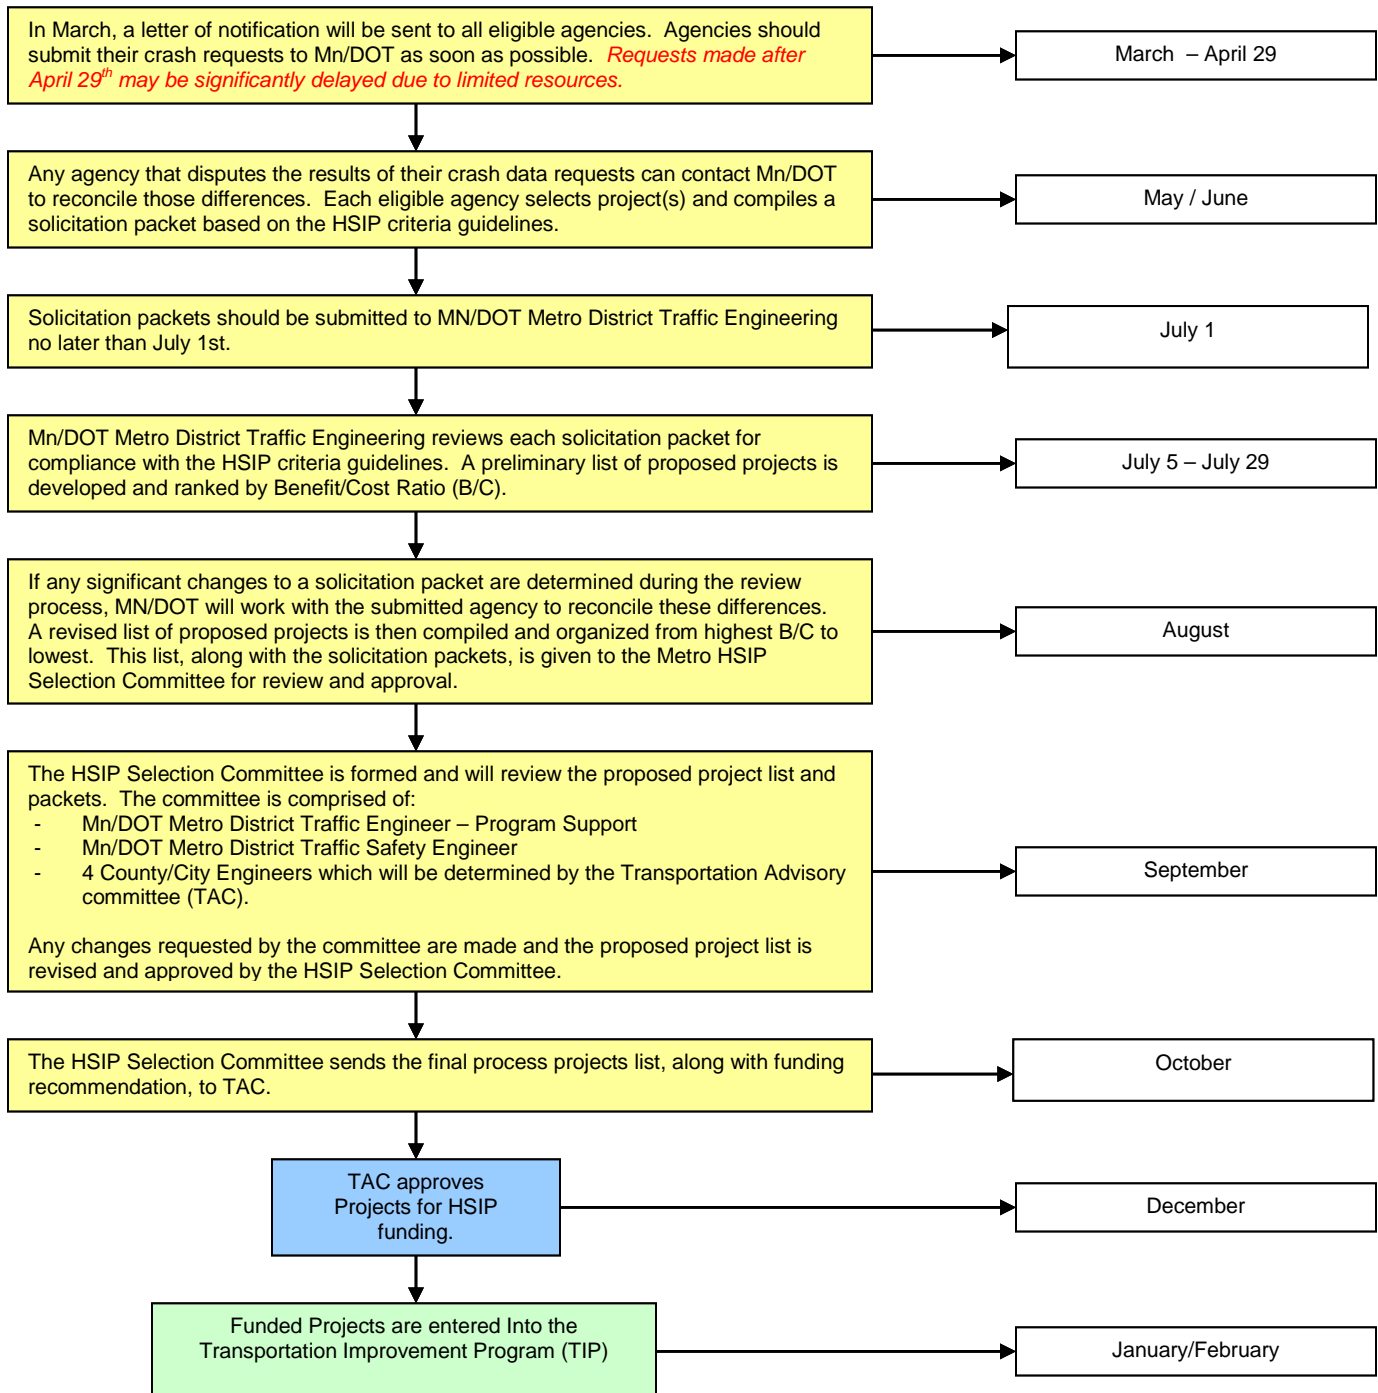 In March, a letter of notification will be sent to all eligible agencies.  Agencies should
submit their crash requests to Mn/DOT as soon as possible.  Requests made after
April 29th may be significantly delayed due to limited resources.
March  – April 29
Any agency that disputes the results of their crash data requests can contact Mn/DOT
to reconcile those differences.  Each eligible agency selects project(s) and compiles a
solicitation packet based on the HSIP criteria guidelines.
May / June
Solicitation packets should be submitted to MN/DOT Metro District Traffic Engineering
no later than July 1st.
July 1
Mn/DOT Metro District Traffic Engineering reviews each solicitation packet for
compliance with the HSIP criteria guidelines.  A preliminary list of proposed projects is
developed and ranked by Benefit/Cost Ratio (B/C).
July 5 – July 29
If any significant changes to a solicitation packet are determined during the review
process, MN/DOT will work with the submitted agency to reconcile these differences.
A revised list of proposed projects is then compiled and organized from highest B/C to
lowest.  This list, along with the solicitation packets, is given to the Metro HSIP
Selection Committee for review and approval.
August
The HSIP Selection Committee is formed and will review the proposed project list and
packets.  The committee is comprised of:
- Mn/DOT Metro District Traffic Engineer – Program Support
- Mn/DOT Metro District Traffic Safety Engineer
- 4 County/City Engineers which will be determined by the Transportation Advisory
committee (TAC).
Any changes requested by the committee are made and the proposed project list is
revised and approved by the HSIP Selection Committee.
September
The HSIP Selection Committee sends the final process projects list, along with funding
recommendation, to TAC.
October
TAC approves
Projects for HSIP
funding.
December
Funded Projects are entered Into the
Transportation Improvement Program (TIP)
January/February